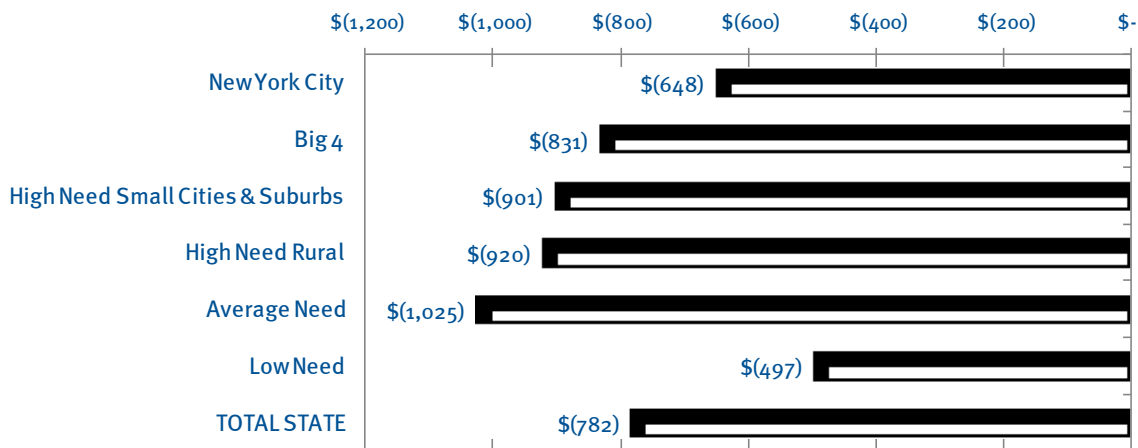 $(1,200) $(1,000) $(800) $(600) $(400) $(200) $-
New York City $(648)
Big 4 $(831)
High Need Small Cities & Suburbs $(901)
High Need Rural $(920)
Average Need $(1,025)
Low Need $(497)
TOTAL STATE $(782)